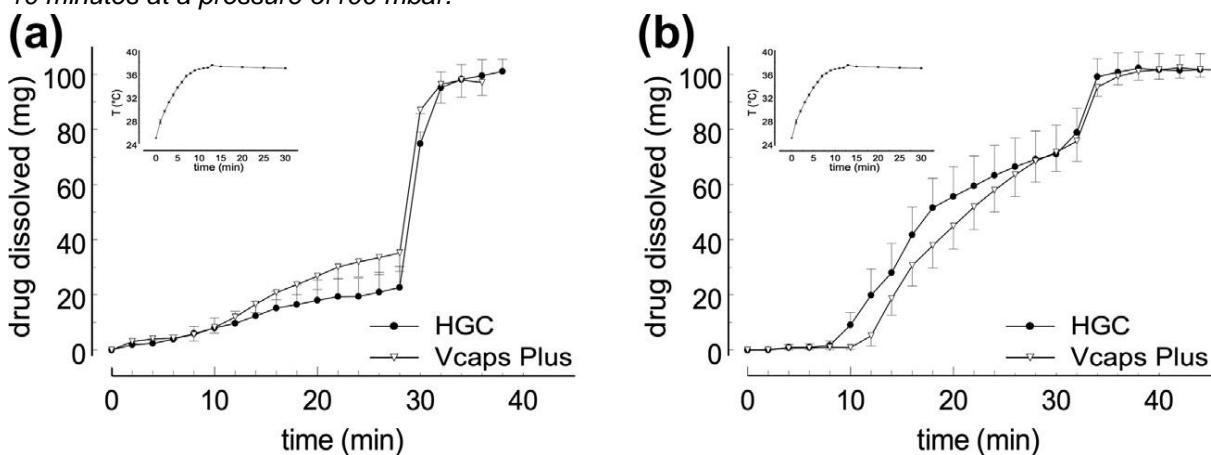 10 minutes at a pressure of 100 mbar.
(a)
40
36
32
28
24
T (°C)
0 5 10 15 20 25 30
time (min)
100
80
60
40
20
0
drug dissolved (mg)
HGC
Vcaps Plus
0 10 20 30 40
time (min)
(b)
40
36
32
28
24
T (°C)
0 5 10 15 20 25 30
time (min)
100
80
60
40
20
0
drug dissolved (mg)
HGC
Vcaps Plus
0 10 20 30 40
time (min)